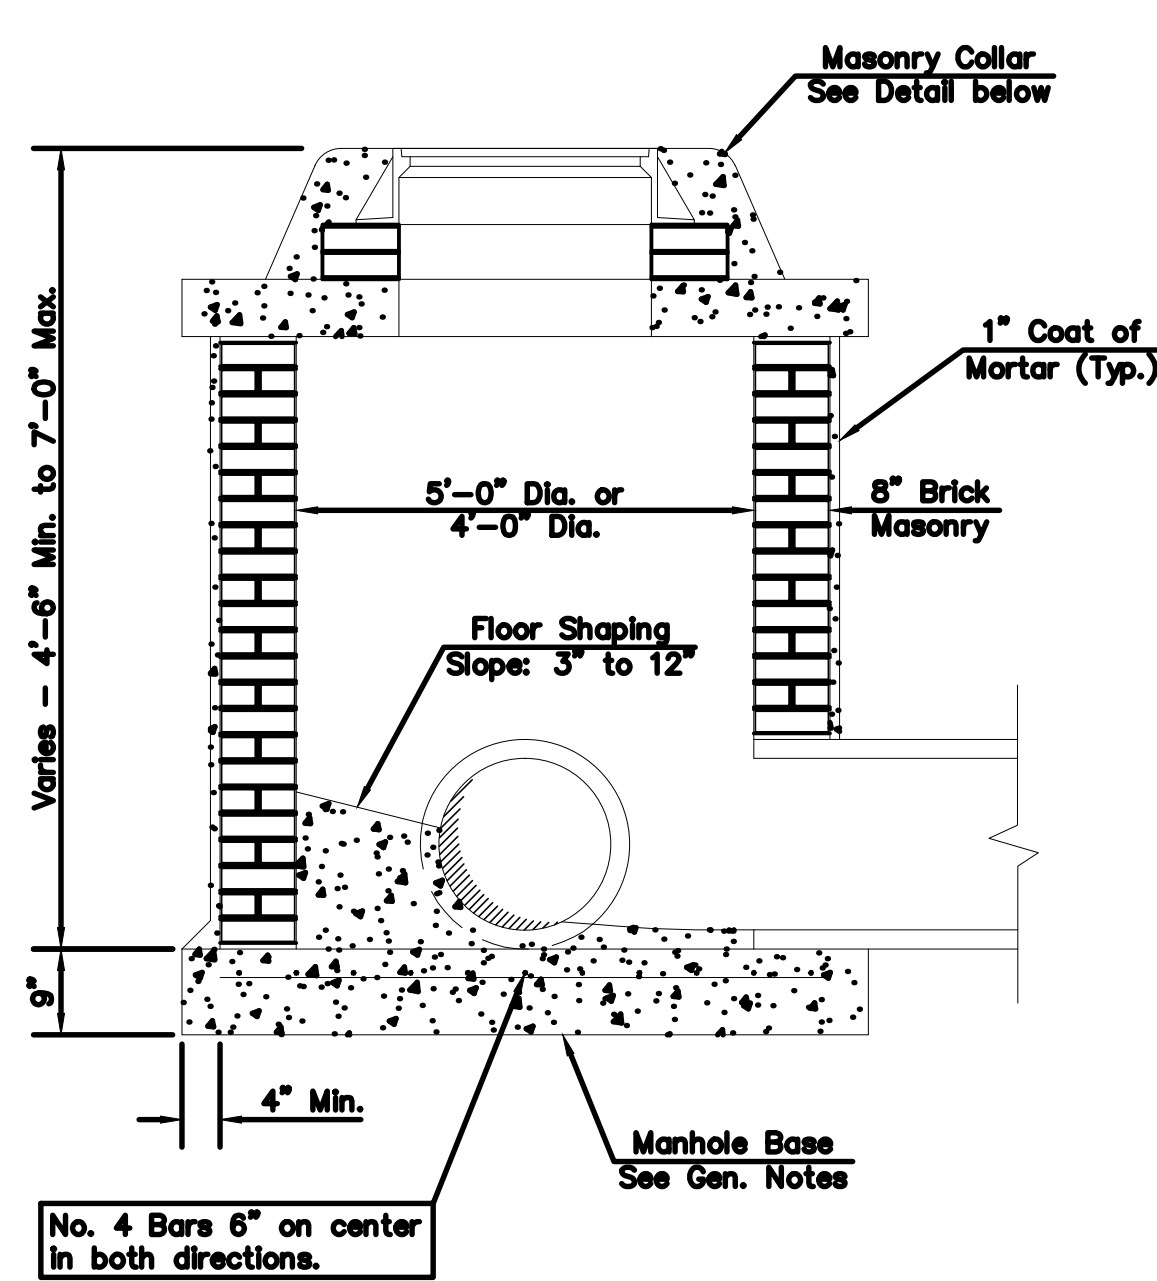 Masonry Collar
See Detail below
1" Coat of
Mortar (Typ.)
Varies - 4'-6" Min. to 7'-0" Max.
5'-0" Dia. or
4'-0" Dia.
8" Brick
Masonry
Floor Shaping
Slope: 3" to 12"
9"
4" Min.
Manhole Base
See Gen. Notes
No. 4 Bars 6" on center
in both directions.